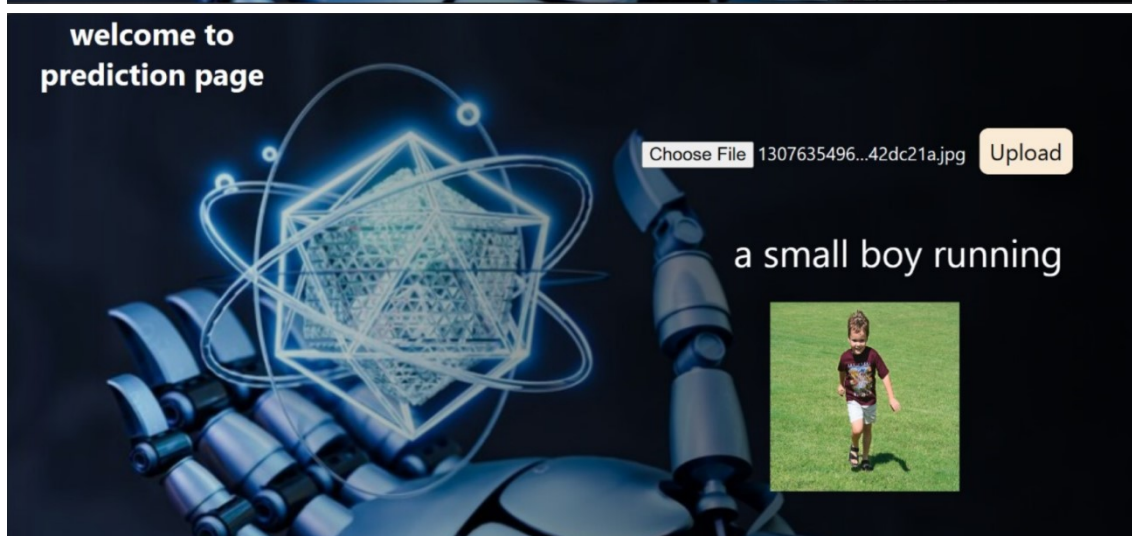 welcome to
prediction page
Choose File 1307635496...42dc21a.jpg Upload
a small boy running